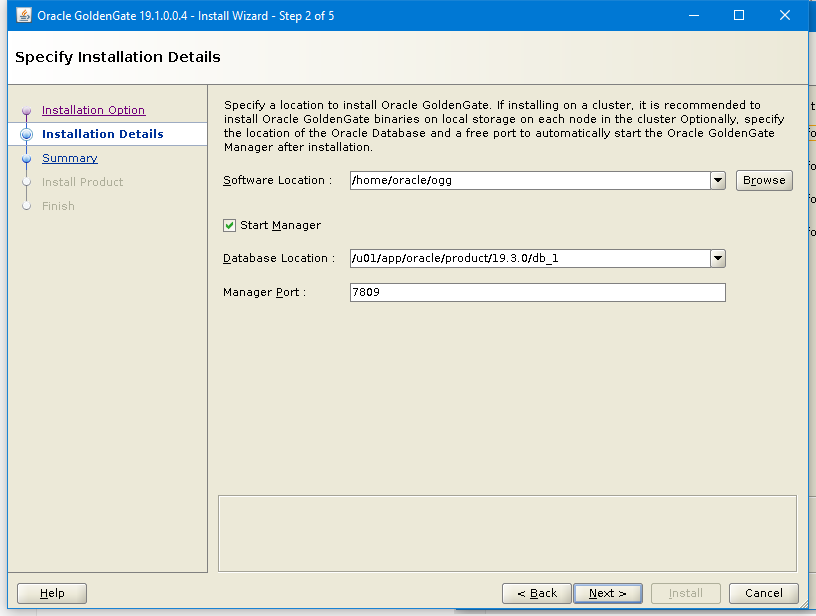 Oracle GoldenGate 19.1.0.0.4 - Install Wizard - Step 2 of 5
Specify Installation Details
Installation Option
Installation Details
Summary
Install Product
Finish
Specify a location to install Oracle GoldenGate. If installing on a cluster, it is recommended to
install Oracle GoldenGate binaries on local storage on each node in the cluster Optionally, specify
the location of the Oracle Database and a free port to automatically start the Oracle GoldenGate
Manager after installation.
Software Location : /home/oracle/ogg Browse
Start Manager
Database Location : /u01/app/oracle/product/19.3.0/db_1
Manager Port : 7809
Help < Back Next > Install Cancel